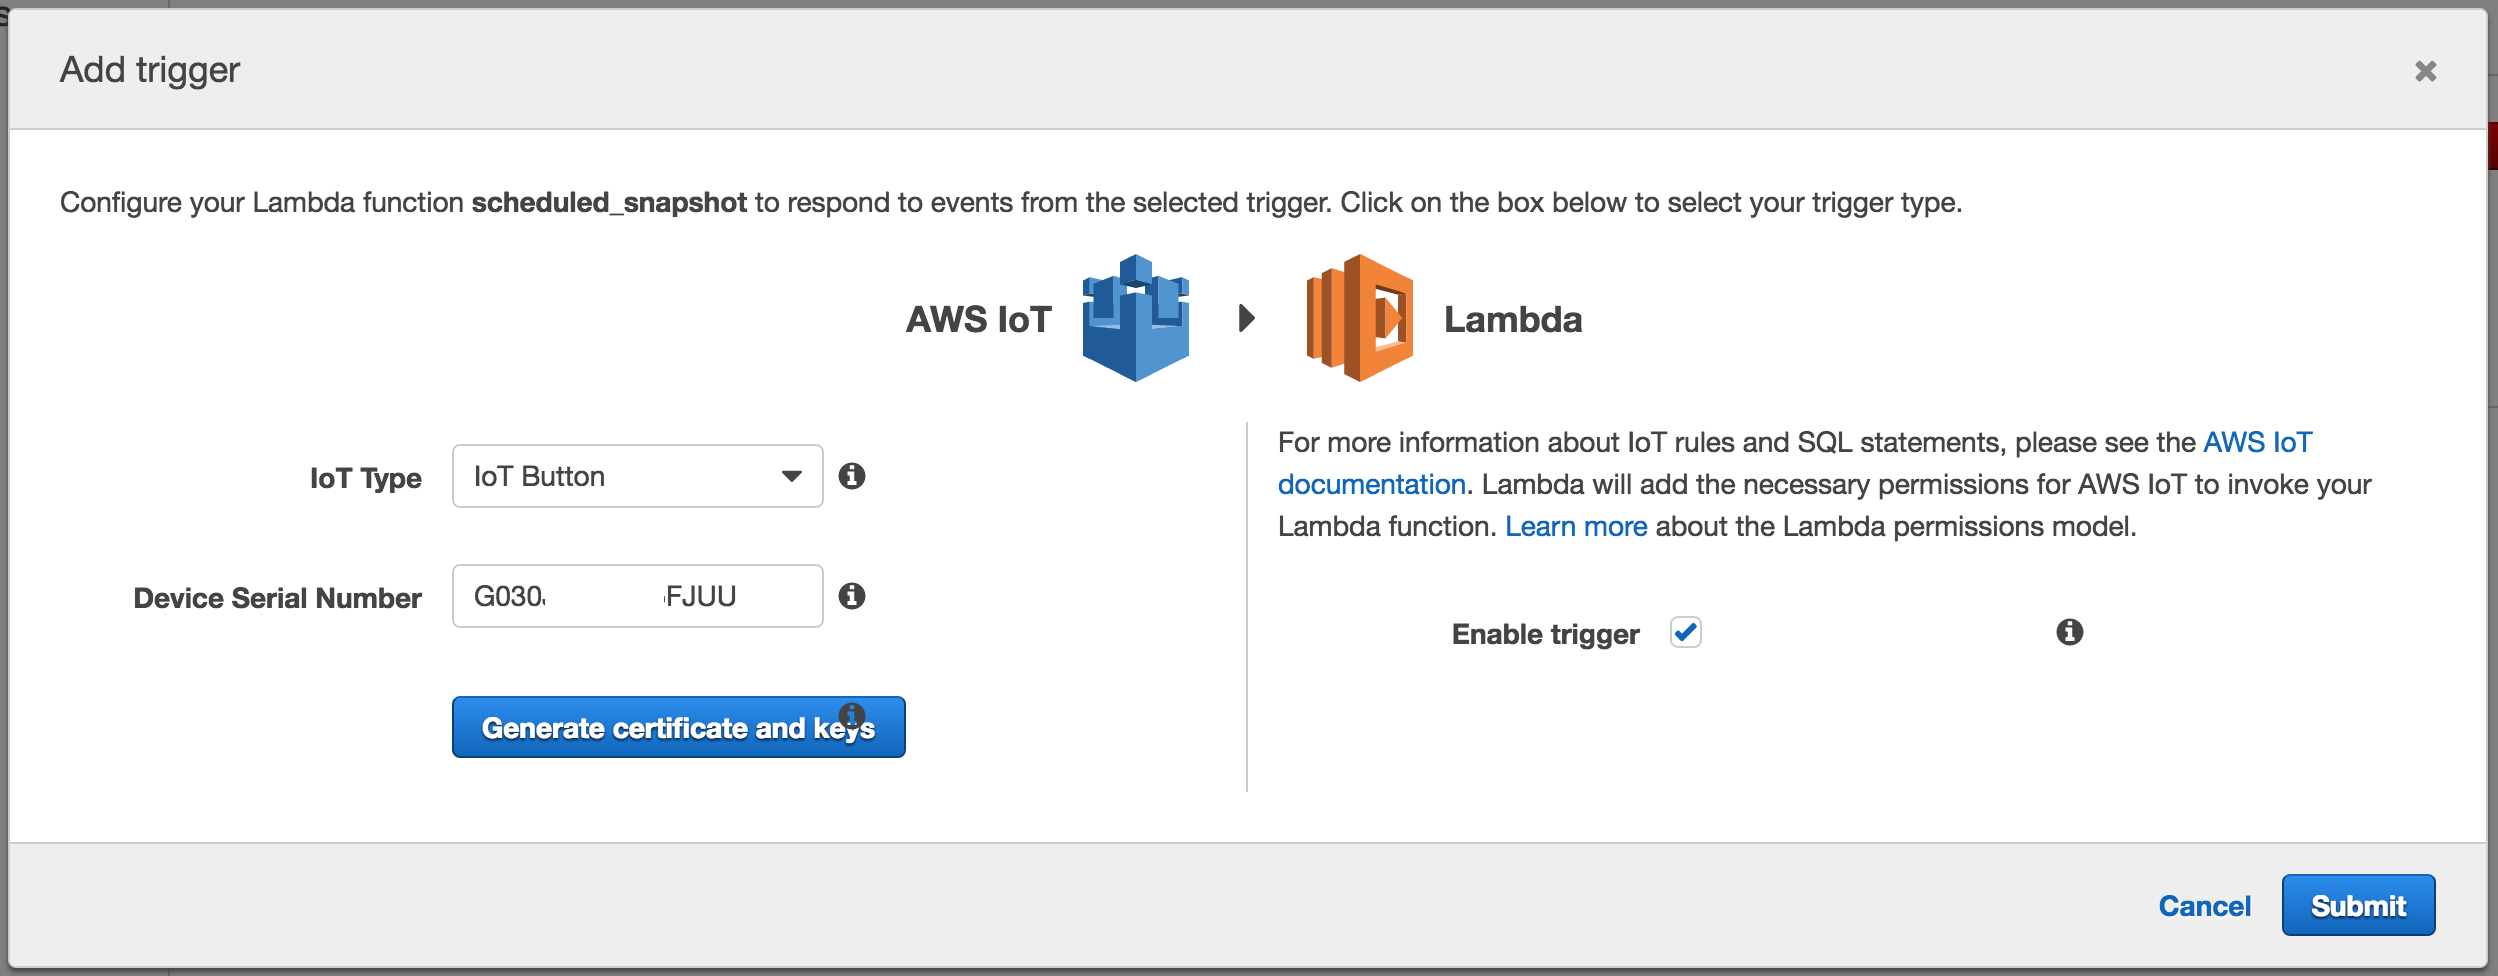 Add trigger
Configure your Lambda function scheduled_snapshot to respond to events from the selected trigger. Click on the box below to select your trigger type.
AWS IoT
Lambda
IoT Type
IoT Button
Device Serial Number
G030
FJUU
Generate certificate and keys
For more information about IoT rules and SQL statements, please see the AWS IoT
documentation. Lambda will add the necessary permissions for AWS IoT to invoke your
Lambda function. Learn more about the Lambda permissions model.
Enable trigger
Cancel
Submit